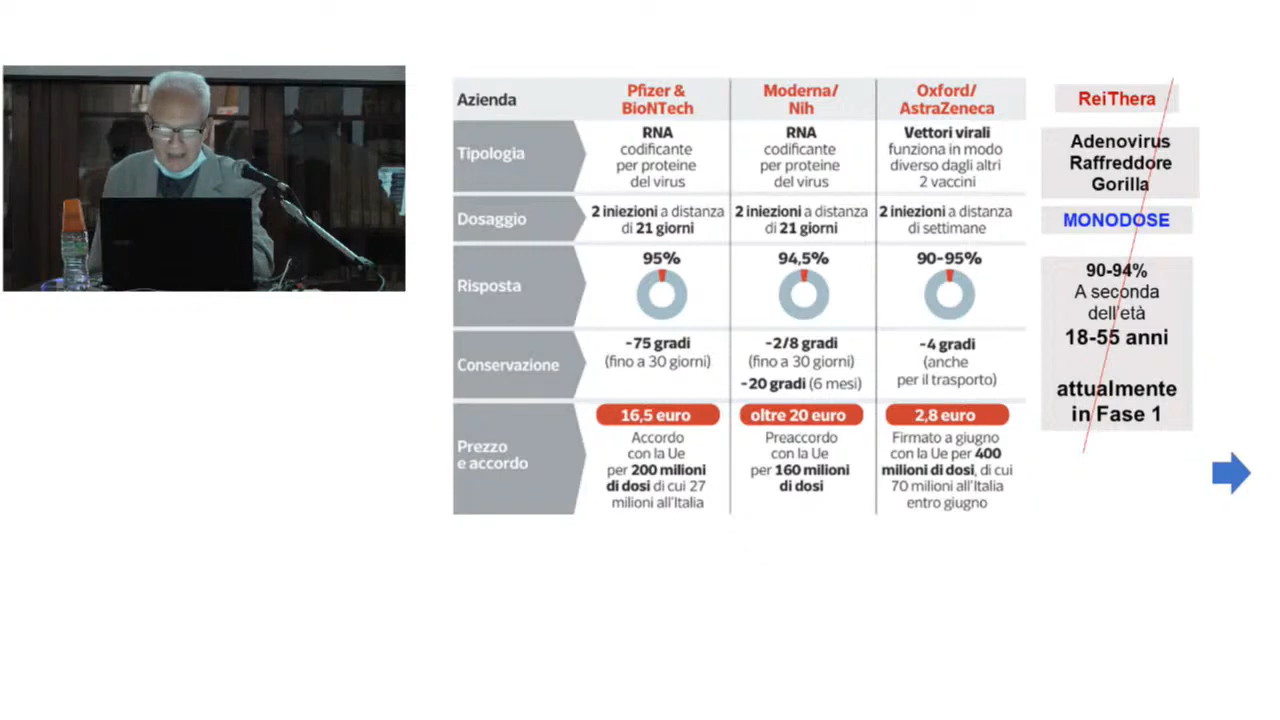 Azienda
Pfizer &
BioNTech
Moderna/
Nih
Oxford/
AstraZeneca
Tipologia
RNA
codificante
per proteine
del virus
RNA
codificante
per proteine
del virus
Vettori virali
funziona in modo
diverso dagli altri
2 vaccini
Dosaggio
2 iniezioni a distanza
di 21 giorni
2 iniezioni a distanza
di 21 giorni
2 iniezioni a distanza
di settimane
Risposta
95%
94,5%
90-95%
Conservazione
-75 gradi
(fino a 30 giorni)
-2/8 gradi
(fino a 30 giorni)
-20 gradi (6 mesi)
-4 gradi
(anche
per il trasporto)
Prezzo
e accordo
16,5 euro
Accordo
con la Ue
per 200 milioni
di dosi di cui 27
milioni all'Italia
oltre 20 euro
Preaccordo
con la Ue
per 160 milioni
di dosi
2,8 euro
Firmato a giugno
con la Ue per 400
milioni di dosi, di cui
70 milioni all'Italia
entro giugno
ReiThera
Adenovirus
Raffreddore
Gorilla
MONODOSE
90-94%
A seconda
dell'età
18-55 anni
attualmente
in Fase 1